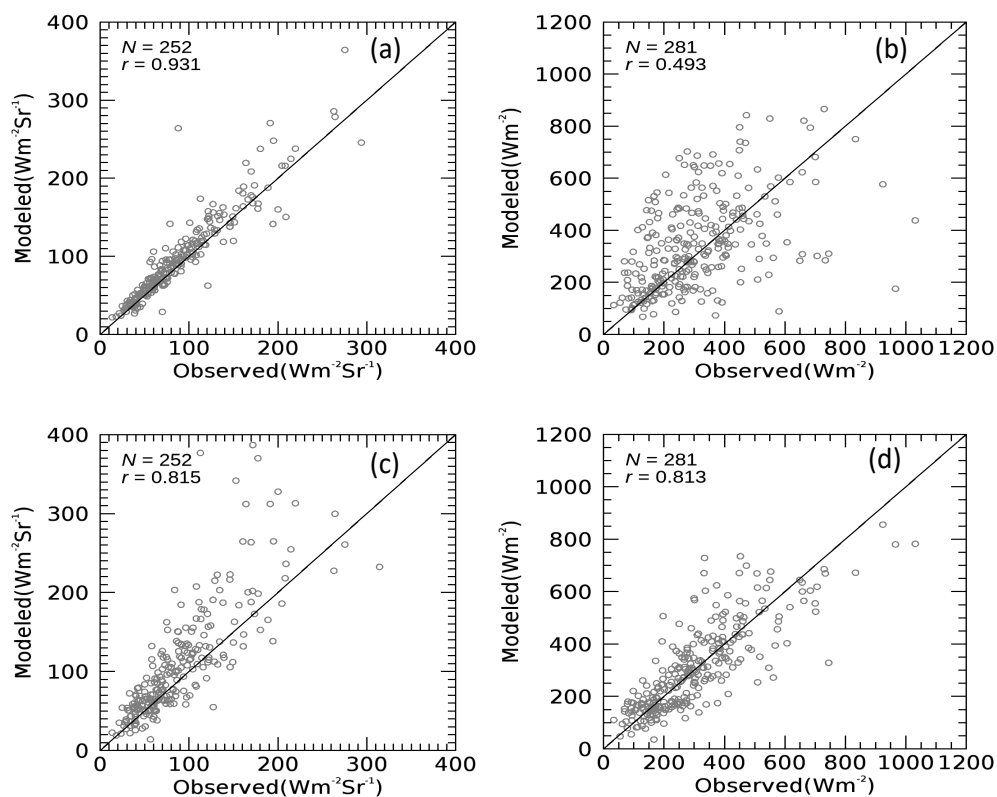 400
300
200
100
0
0 100 200 300 400
Modeled(Wm⁻²Sr⁻¹)
Observed(Wm⁻²Sr⁻¹)
N = 252
r = 0.931
(a)
1200
1000
800
600
400
200
0
0 200 400 600 800 1000 1200
Modeled(Wm⁻²)
Observed(Wm⁻²)
N = 281
r = 0.493
(b)
400
300
200
100
0
0 100 200 300 400
Modeled(Wm⁻²Sr⁻¹)
Observed(Wm⁻²Sr⁻¹)
N = 252
r = 0.815
(c)
1200
1000
800
600
400
200
0
0 200 400 600 800 1000 1200
Modeled(Wm⁻²)
Observed(Wm⁻²)
N = 281
r = 0.813
(d)